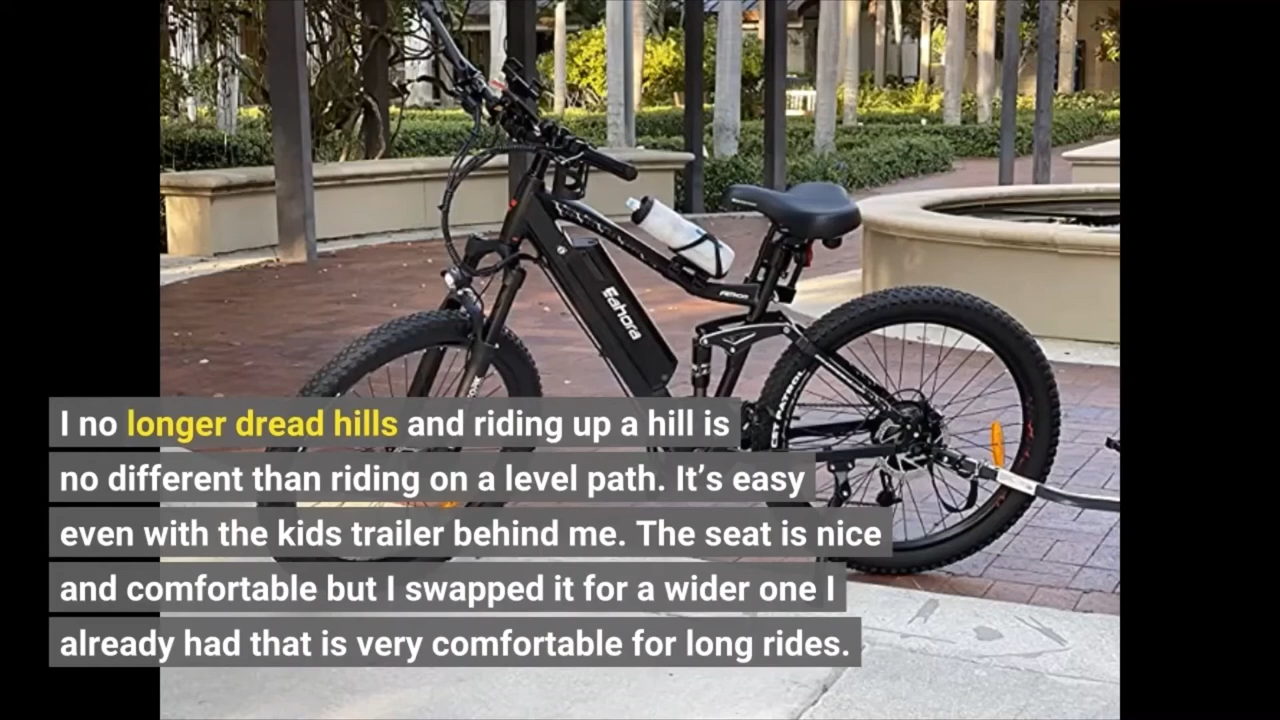 Eahora
CST PATROL
I no longer dread hills and riding up a hill is
no different than riding on a level path. It’s easy
even with the kids trailer behind me. The seat is nice
and comfortable but I swapped it for a wider one I
already had that is very comfortable for long rides.